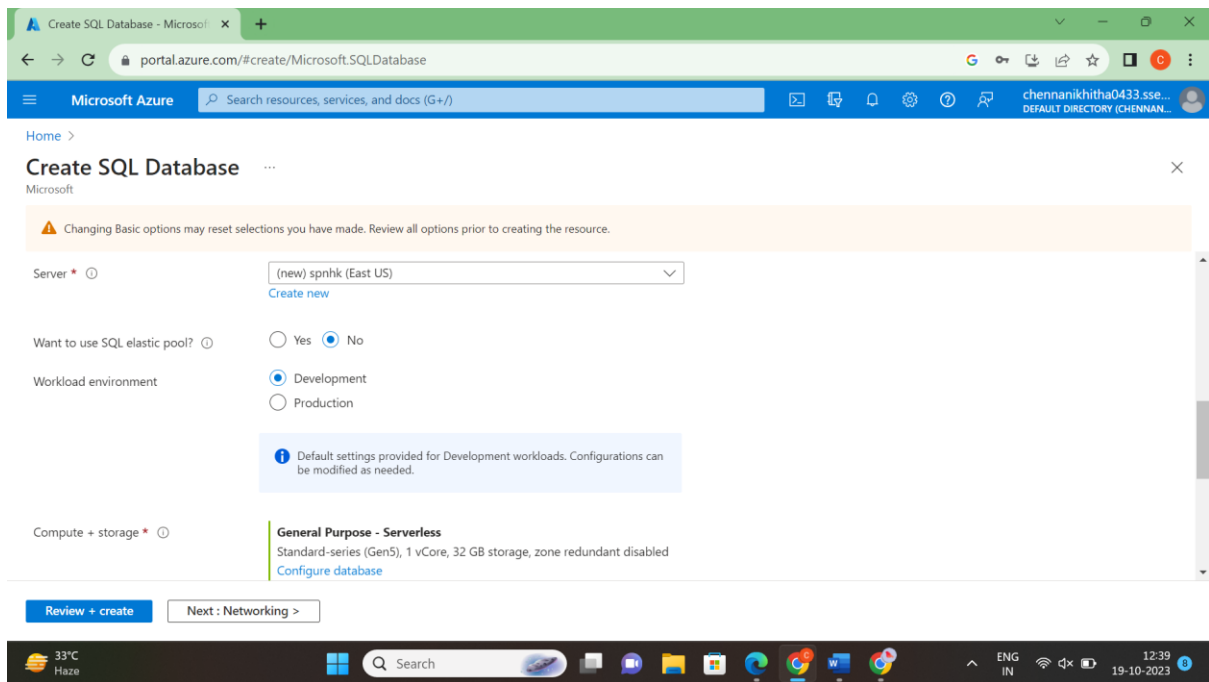 Create SQL Database - Microsof
portal.azure.com/#create/Microsoft.SQLDatabase
G
C
Microsoft Azure
Search resources, services, and docs (G+/)
chennanikhitha0433.sse...
DEFAULT DIRECTORY (CHENNAN...
Home >
Create SQL Database ...
Microsoft
Changing Basic options may reset selections you have made. Review all options prior to creating the resource.
Server *
(new) spnhk (East US)
Create new
Want to use SQL elastic pool?
Yes No
Workload environment
Development
Production
Default settings provided for Development workloads. Configurations can
be modified as needed.
Compute + storage *
General Purpose - Serverless
Standard-series (Gen5), 1 vCore, 32 GB storage, zone redundant disabled
Configure database
Review + create
Next : Networking >
33°C
Haze
Search
ENG
IN
12:39
19-10-2023
8